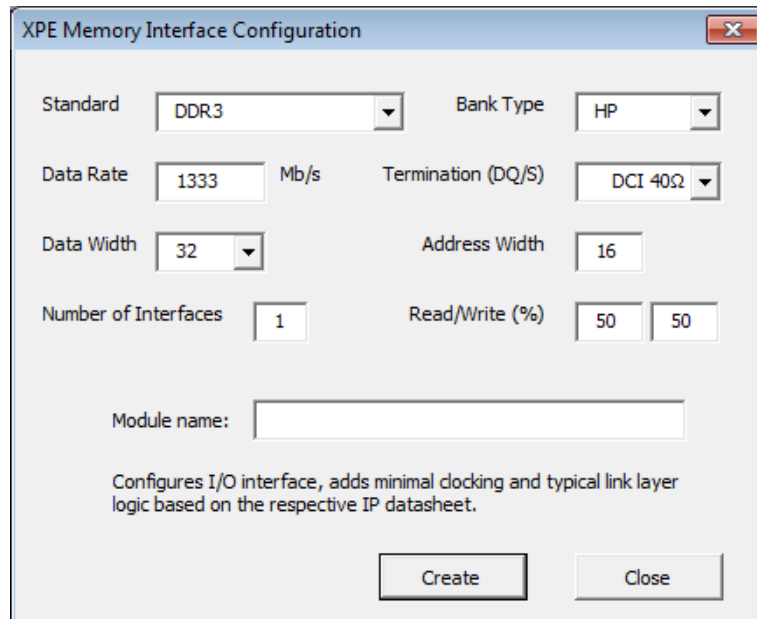 XPE Memory Interface Configuration
Standard DDR3 Bank Type HP
Data Rate 1333 Mb/s Termination (DQ/S) DCI 40Ω
Data Width 32 Address Width 16
Number of Interfaces 1 Read/Write (%) 50 50
Module name:
Configures I/O interface, adds minimal clocking and typical link layer
logic based on the respective IP datasheet.
Create Close